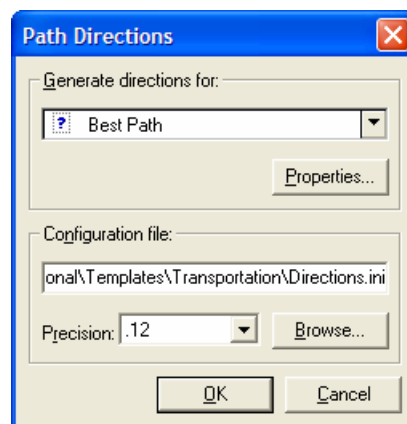 Path Directions
Generate directions for:
? Best Path
Properties...
Configuration file:
onal\Templates\Transportation\Directions.ini
Precision: .12
Browse...
OK
Cancel